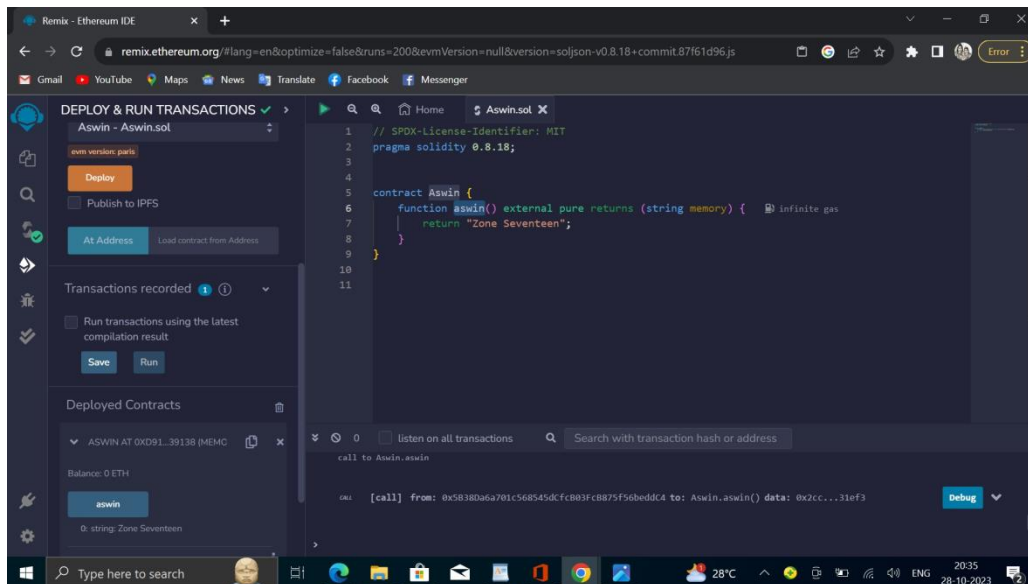 Remix - Ethereum IDE
remix.ethereum.org/#lang=en&optimize=false&runs=200&evmVersion=null&version=soljson-v0.8.18+commit.87f61d96.js
Error
Gmail YouTube Maps News Translate Facebook Messenger
DEPLOY & RUN TRANSACTIONS
Aswin - Aswin.sol
evm version: paris
Deploy
Publish to IPFS
At Address Load contract from Address
Transactions recorded 1
Run transactions using the latest
compilation result
Save Run
Deployed Contracts
ASWIN AT 0XD91...39138 (MEMO
Balance: 0 ETH
aswin
0: string: Zone Seventeen
Home Aswin.sol
1 // SPDX-License-Identifier: MIT
2 pragma solidity 0.8.18;
3
4
5 contract Aswin {
6 function aswin() external pure returns (string memory) { infinite gas
7 return "Zone Seventeen";
8 }
9 }
10
11
0 listen on all transactions Search with transaction hash or address
call to Aswin.aswin
CALL [call] from: 0x5B38Da6a701c568545dCfcB03FcB875f56beddC4 to: Aswin.aswin() data: 0x2cc...31ef3 Debug
>
Type here to search
28°C ENG 20:35
28-10-2023